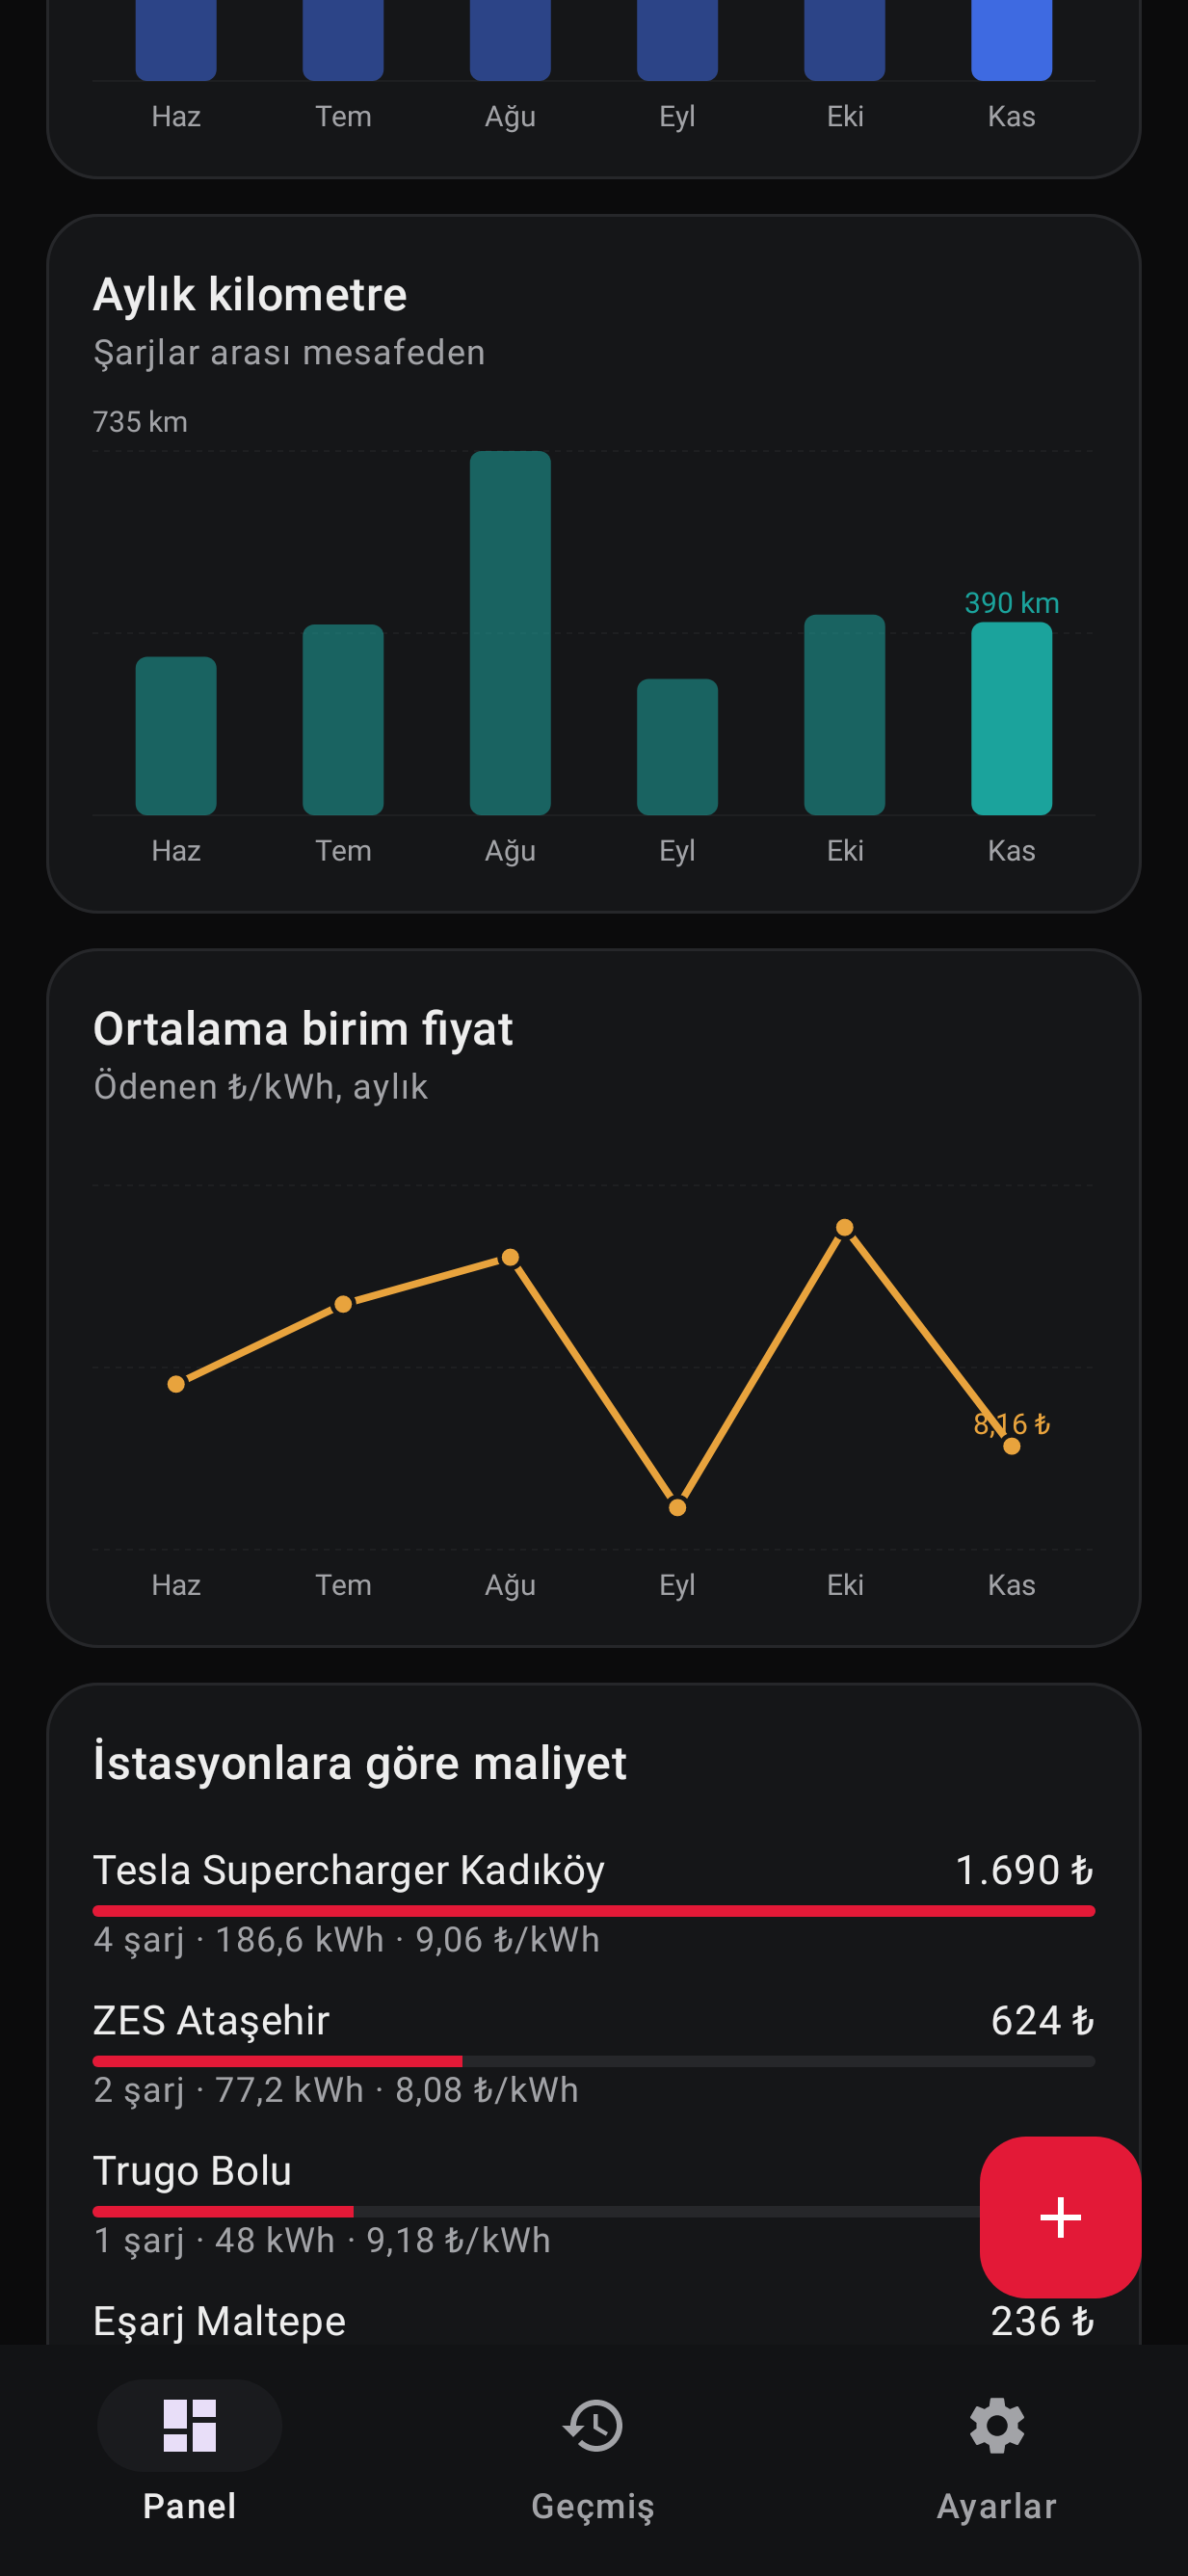 Haz Tem Ağu Eyl Eki Kas
Aylık kilometre
Şarjlar arası mesafeden
735 km
390 km
Haz Tem Ağu Eyl Eki Kas
Ortalama birim fiyat
Ödenen ₺/kWh, aylık
8,16 ₺
Haz Tem Ağu Eyl Eki Kas
İstasyonlara göre maliyet
Tesla Supercharger Kadıköy 1.690 ₺
4 şarj · 186,6 kWh · 9,06 ₺/kWh
ZES Ataşehir 624 ₺
2 şarj · 77,2 kWh · 8,08 ₺/kWh
Trugo Bolu
1 şarj · 48 kWh · 9,18 ₺/kWh
Eşarj Maltepe 236 ₺
Panel Geçmiş Ayarlar